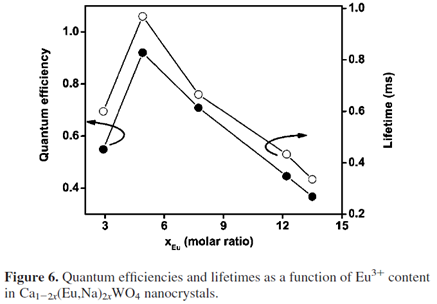 1.0
0.8
0.6
0.4
Quantum efficiency
1.0
0.8
0.6
0.4
0.2
Lifetime (ms)
3 6 9 12 15
x_Eu (molar ratio)
Figure 6. Quantum efficiencies and lifetimes as a function of Eu³⁺ content
in Ca₁₋₂ₓ(Eu,Na)₂ₓWO₄ nanocrystals.